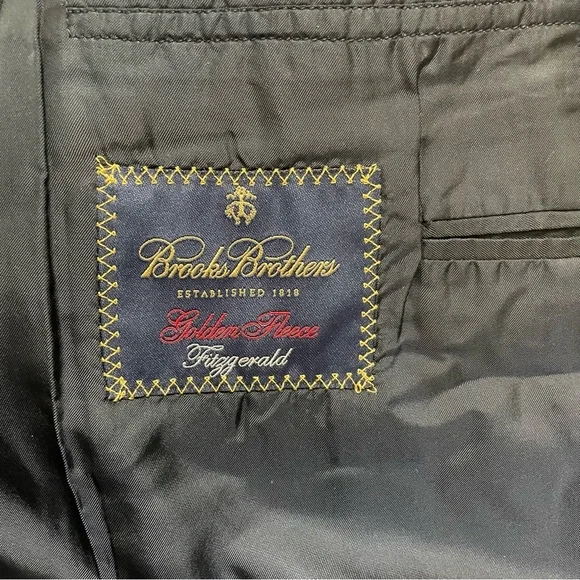 Brooks Brothers
ESTABLISHED 1818
Golden Fleece
Fitzgerald